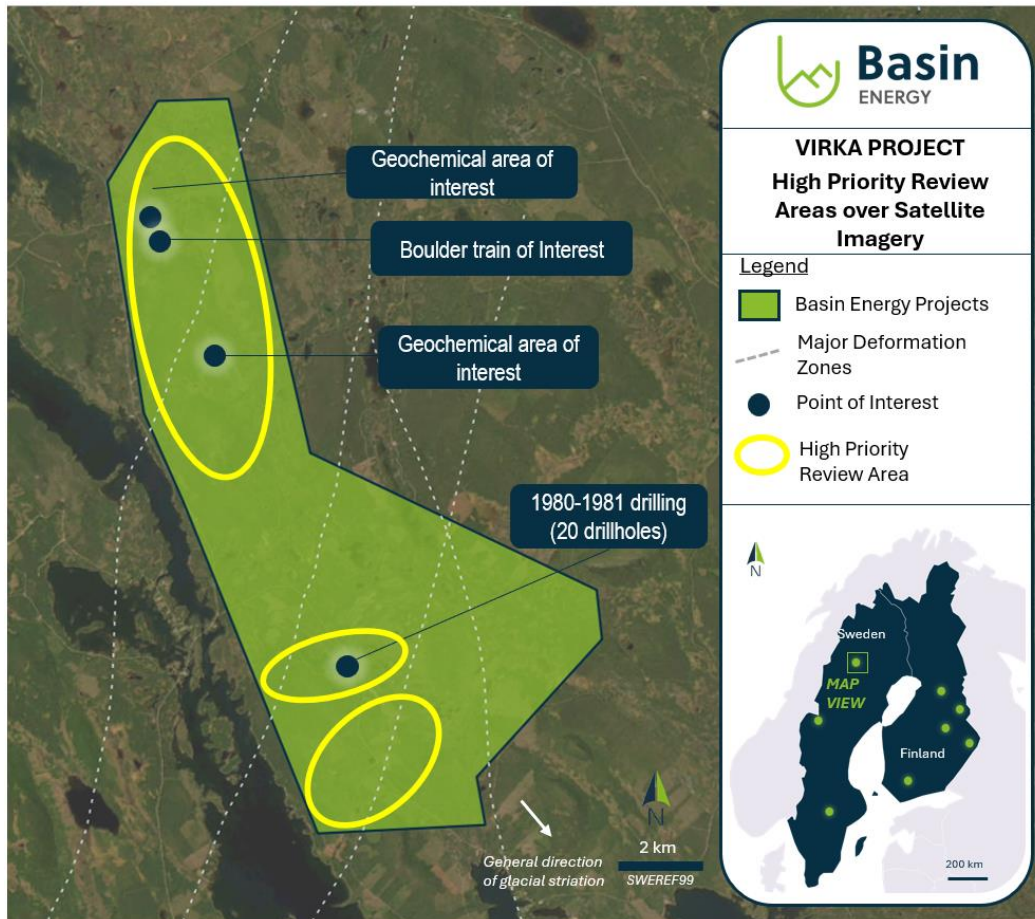 Geochemical area of
interest
Boulder train of Interest
Geochemical area of
interest
1980-1981 drilling
(20 drillholes)
General direction
of glacial striation
N
2 km
SWEREF99
Basin
ENERGY
VIRKA PROJECT
High Priority Review
Areas over Satellite
Imagery
Legend
Basin Energy Projects
Major Deformation
Zones
Point of Interest
High Priority
Review Area
N
Sweden
MAP
VIEW
Finland
200 km